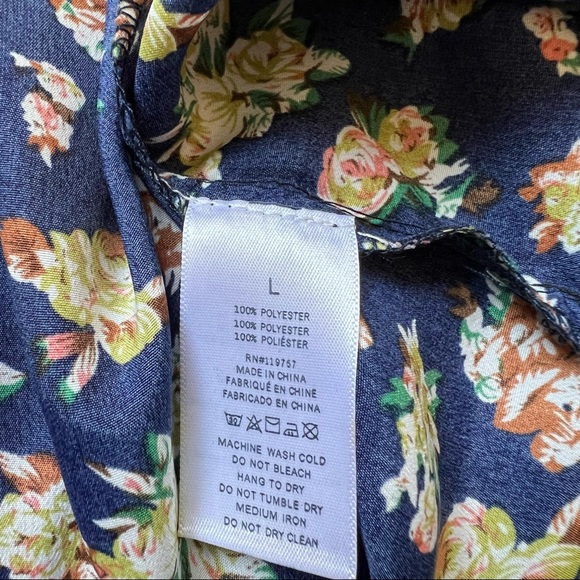 L
100% POLYESTER
100% POLYESTER
100% POLIÉSTER
RN#119757
MADE IN CHINA
FABRIQUÉ EN CHINE
FABRICADO EN CHINA
MACHINE WASH COLD
DO NOT BLEACH
HANG TO DRY
DO NOT TUMBLE DRY
MEDIUM IRON
DO NOT DRY CLEAN